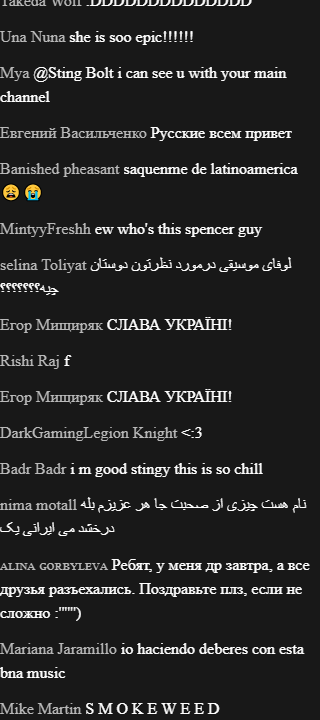 Takeda Wolf .DDDDDDDDDDDDDD
Una Nuna she is soo epic!!!!!!
Mya @Sting Bolt i can see u with your main
channel
Евгений Васильченко Русские всем привет
Banished pheasant saquenme de latinoamerica
😩😭
MintyyFreshh ew who's this spencer guy
selina Toliyat لوفای موسیقی درمورد نظرتون دوستان
چیه؟؟؟؟؟؟؟
Егор Мищиряк СЛАВА УКРАЇНІ!
Rishi Raj f
Егор Мищиряк СЛАВА УКРАЇНІ!
DarkGamingLegion Knight <:3
Badr Badr i m good stingy this is so chill
nima motall نام هست چیزی از صحبت جا هر عزیزم بله
درخشد می ایرانی یک
ALINA GORBYLEVA Ребят, у меня др завтра, а все
друзья разъехались. Поздравьте плз, если не
сложно :""")
Mariana Jaramillo io haciendo deberes con esta
bna music
Mike Martin S M O K E W E E D